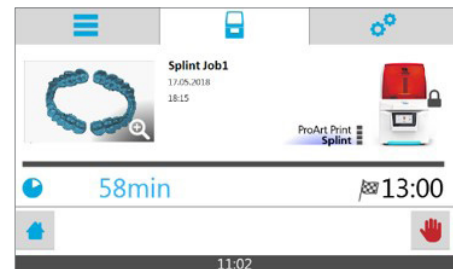 Splint Job1
17.05.2018
18:15
ProArt Print
Splint
58min
13:00
11:02